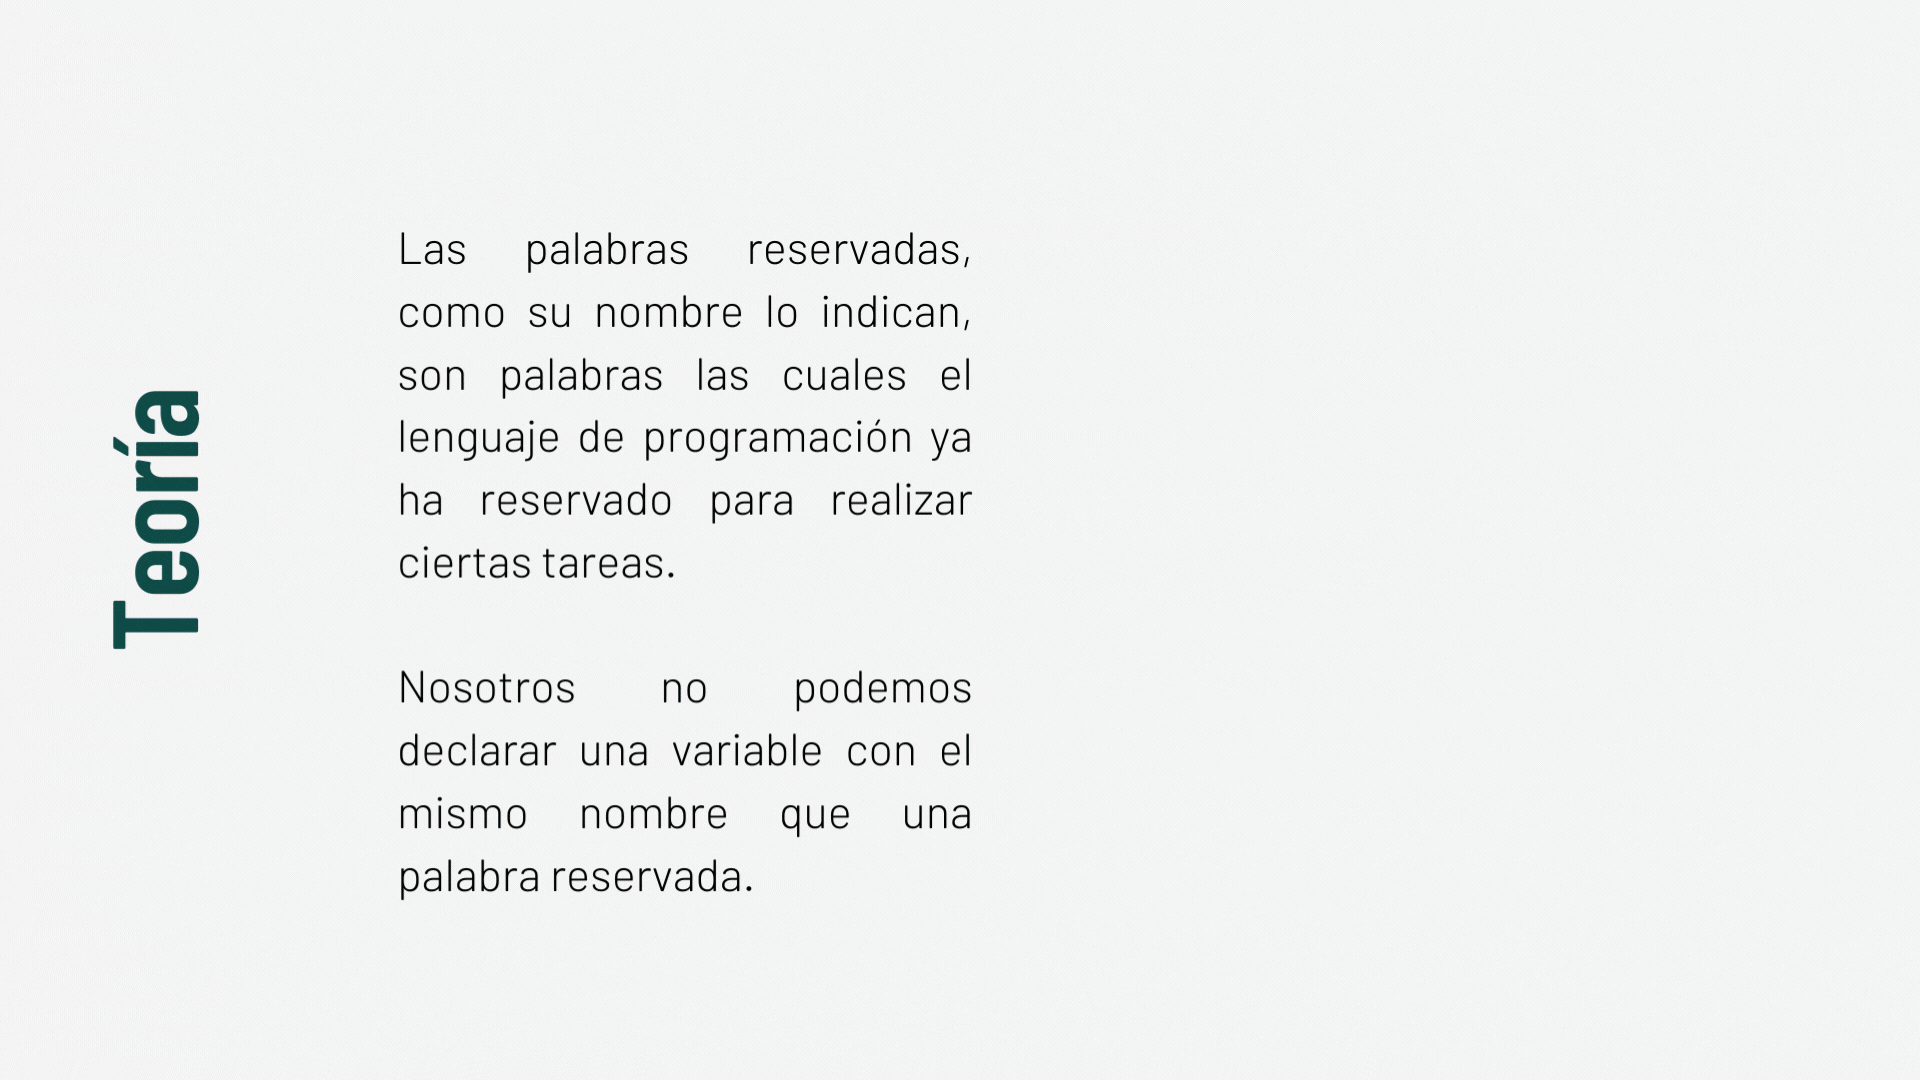 Teoría
Las palabras reservadas,
como su nombre lo indican,
son palabras las cuales el
lenguaje de programación ya
ha reservado para realizar
ciertas tareas.
Nosotros no podemos
declarar una variable con el
mismo nombre que una
palabra reservada.